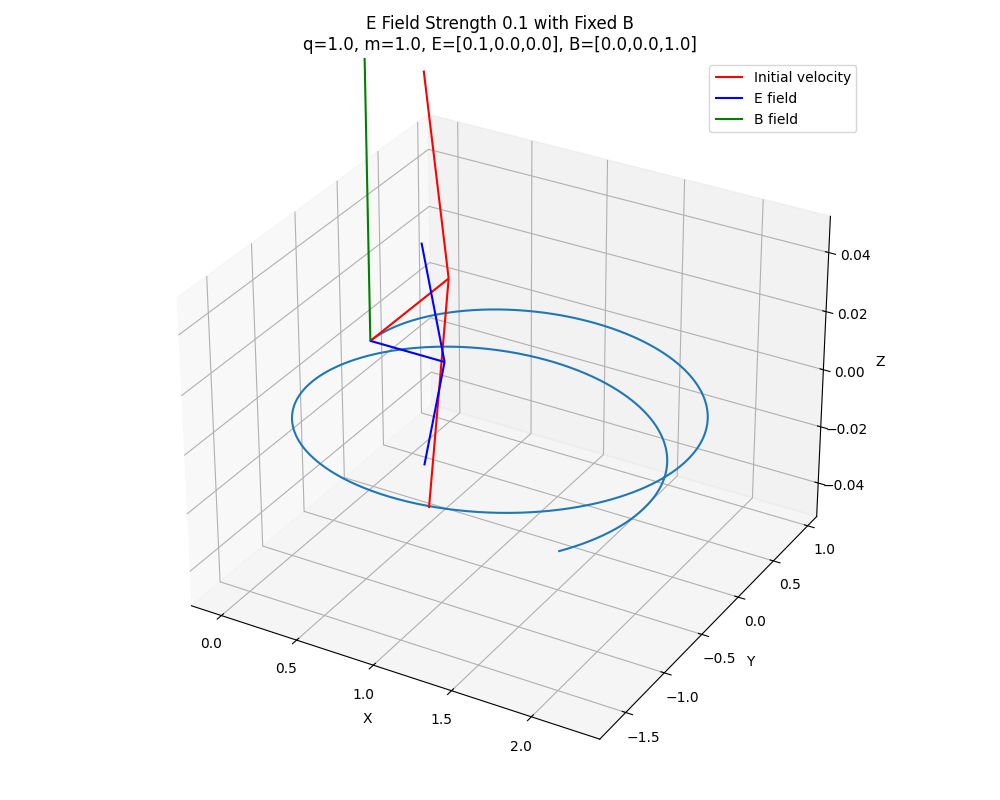 E Field Strength 0.1 with Fixed B
q=1.0, m=1.0, E=[0.1,0.0,0.0], B=[0.0,0.0,1.0]
Initial velocity
E field
B field
0.04
0.02
0.00
−0.02
−0.04
Z
1.0
0.5
0.0
−0.5
−1.0
−1.5
Y
0.0
0.5
1.0
1.5
2.0
X